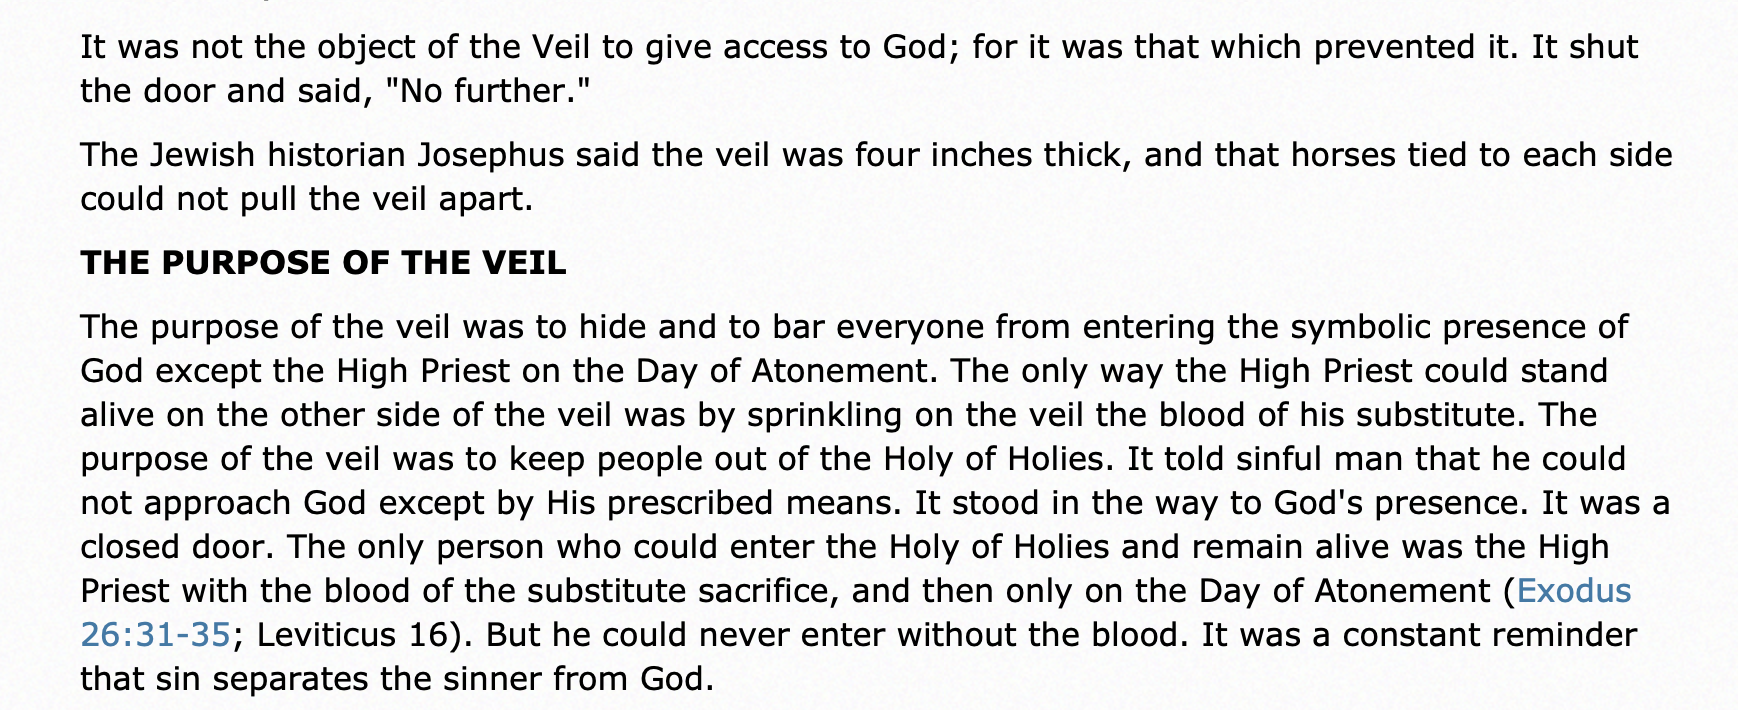 It was not the object of the Veil to give access to God; for it was that which prevented it. It shut
the door and said, "No further."
The Jewish historian Josephus said the veil was four inches thick, and that horses tied to each side
could not pull the veil apart.
THE PURPOSE OF THE VEIL
The purpose of the veil was to hide and to bar everyone from entering the symbolic presence of
God except the High Priest on the Day of Atonement. The only way the High Priest could stand
alive on the other side of the veil was by sprinkling on the veil the blood of his substitute. The
purpose of the veil was to keep people out of the Holy of Holies. It told sinful man that he could
not approach God except by His prescribed means. It stood in the way to God's presence. It was a
closed door. The only person who could enter the Holy of Holies and remain alive was the High
Priest with the blood of the substitute sacrifice, and then only on the Day of Atonement (Exodus
26:31-35; Leviticus 16). But he could never enter without the blood. It was a constant reminder
that sin separates the sinner from God.